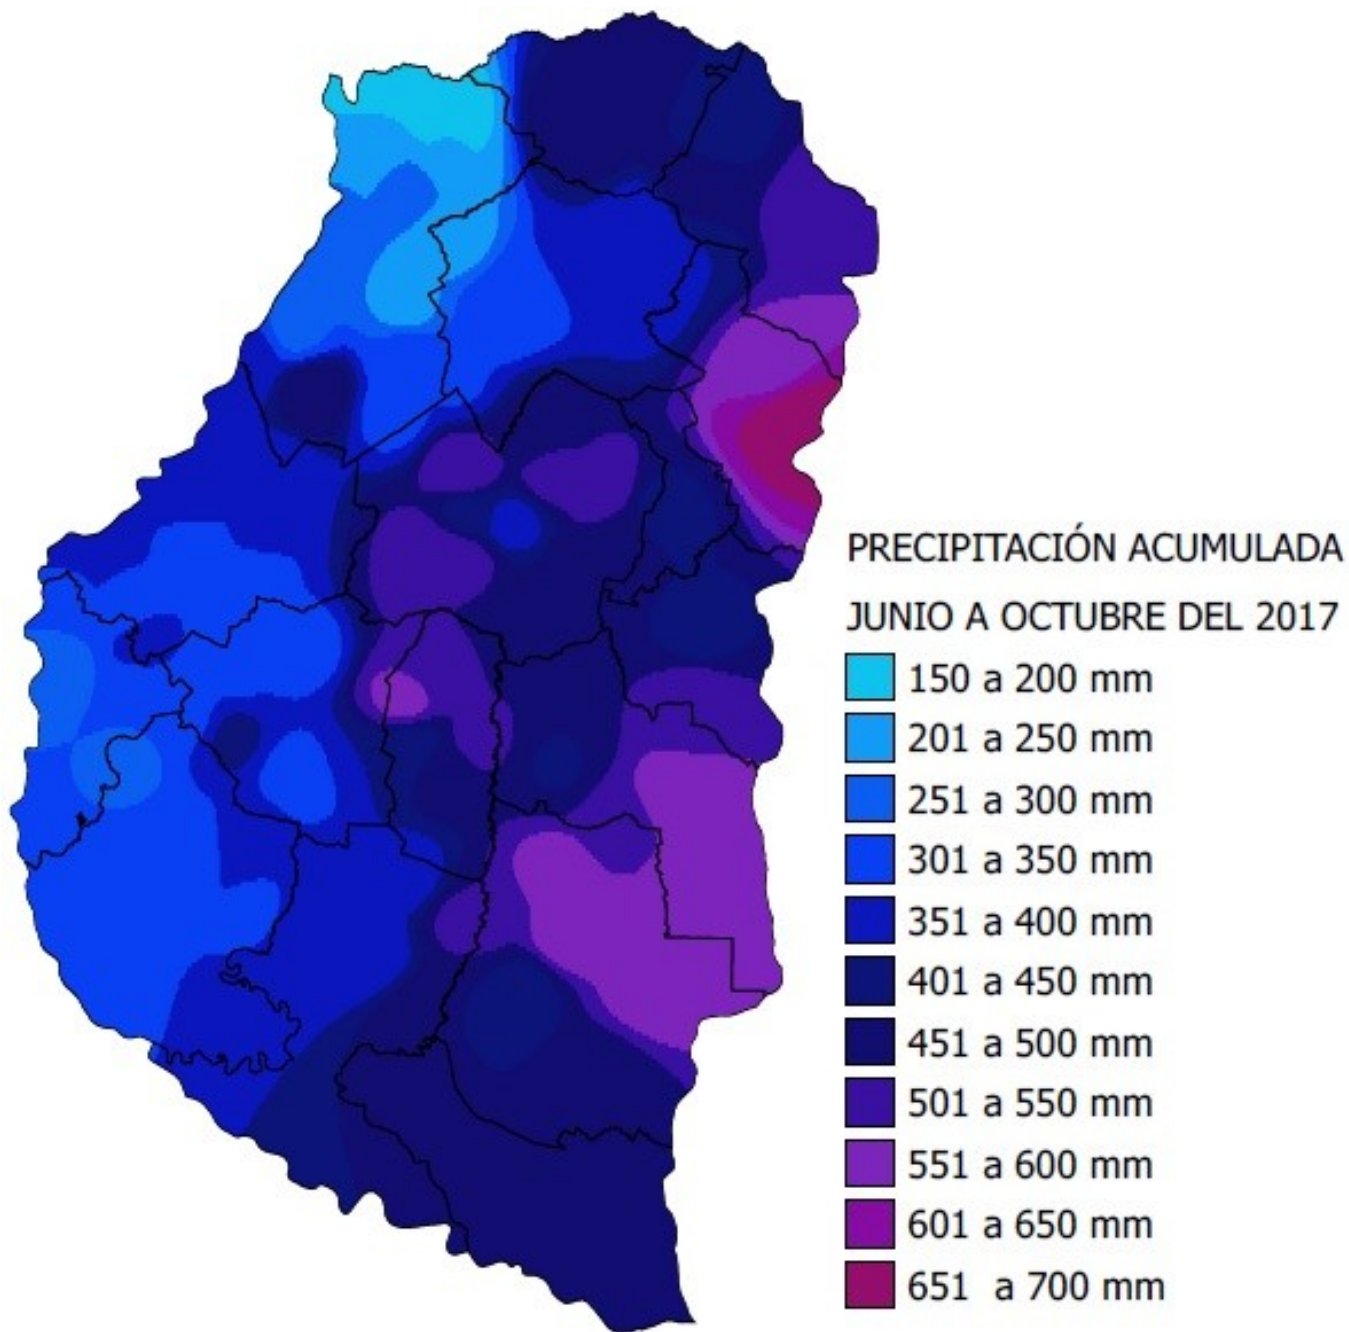 PRECIPITACIÓN ACUMULADA
JUNIO A OCTUBRE DEL 2017
150 a 200 mm
201 a 250 mm
251 a 300 mm
301 a 350 mm
351 a 400 mm
401 a 450 mm
451 a 500 mm
501 a 550 mm
551 a 600 mm
601 a 650 mm
651 a 700 mm